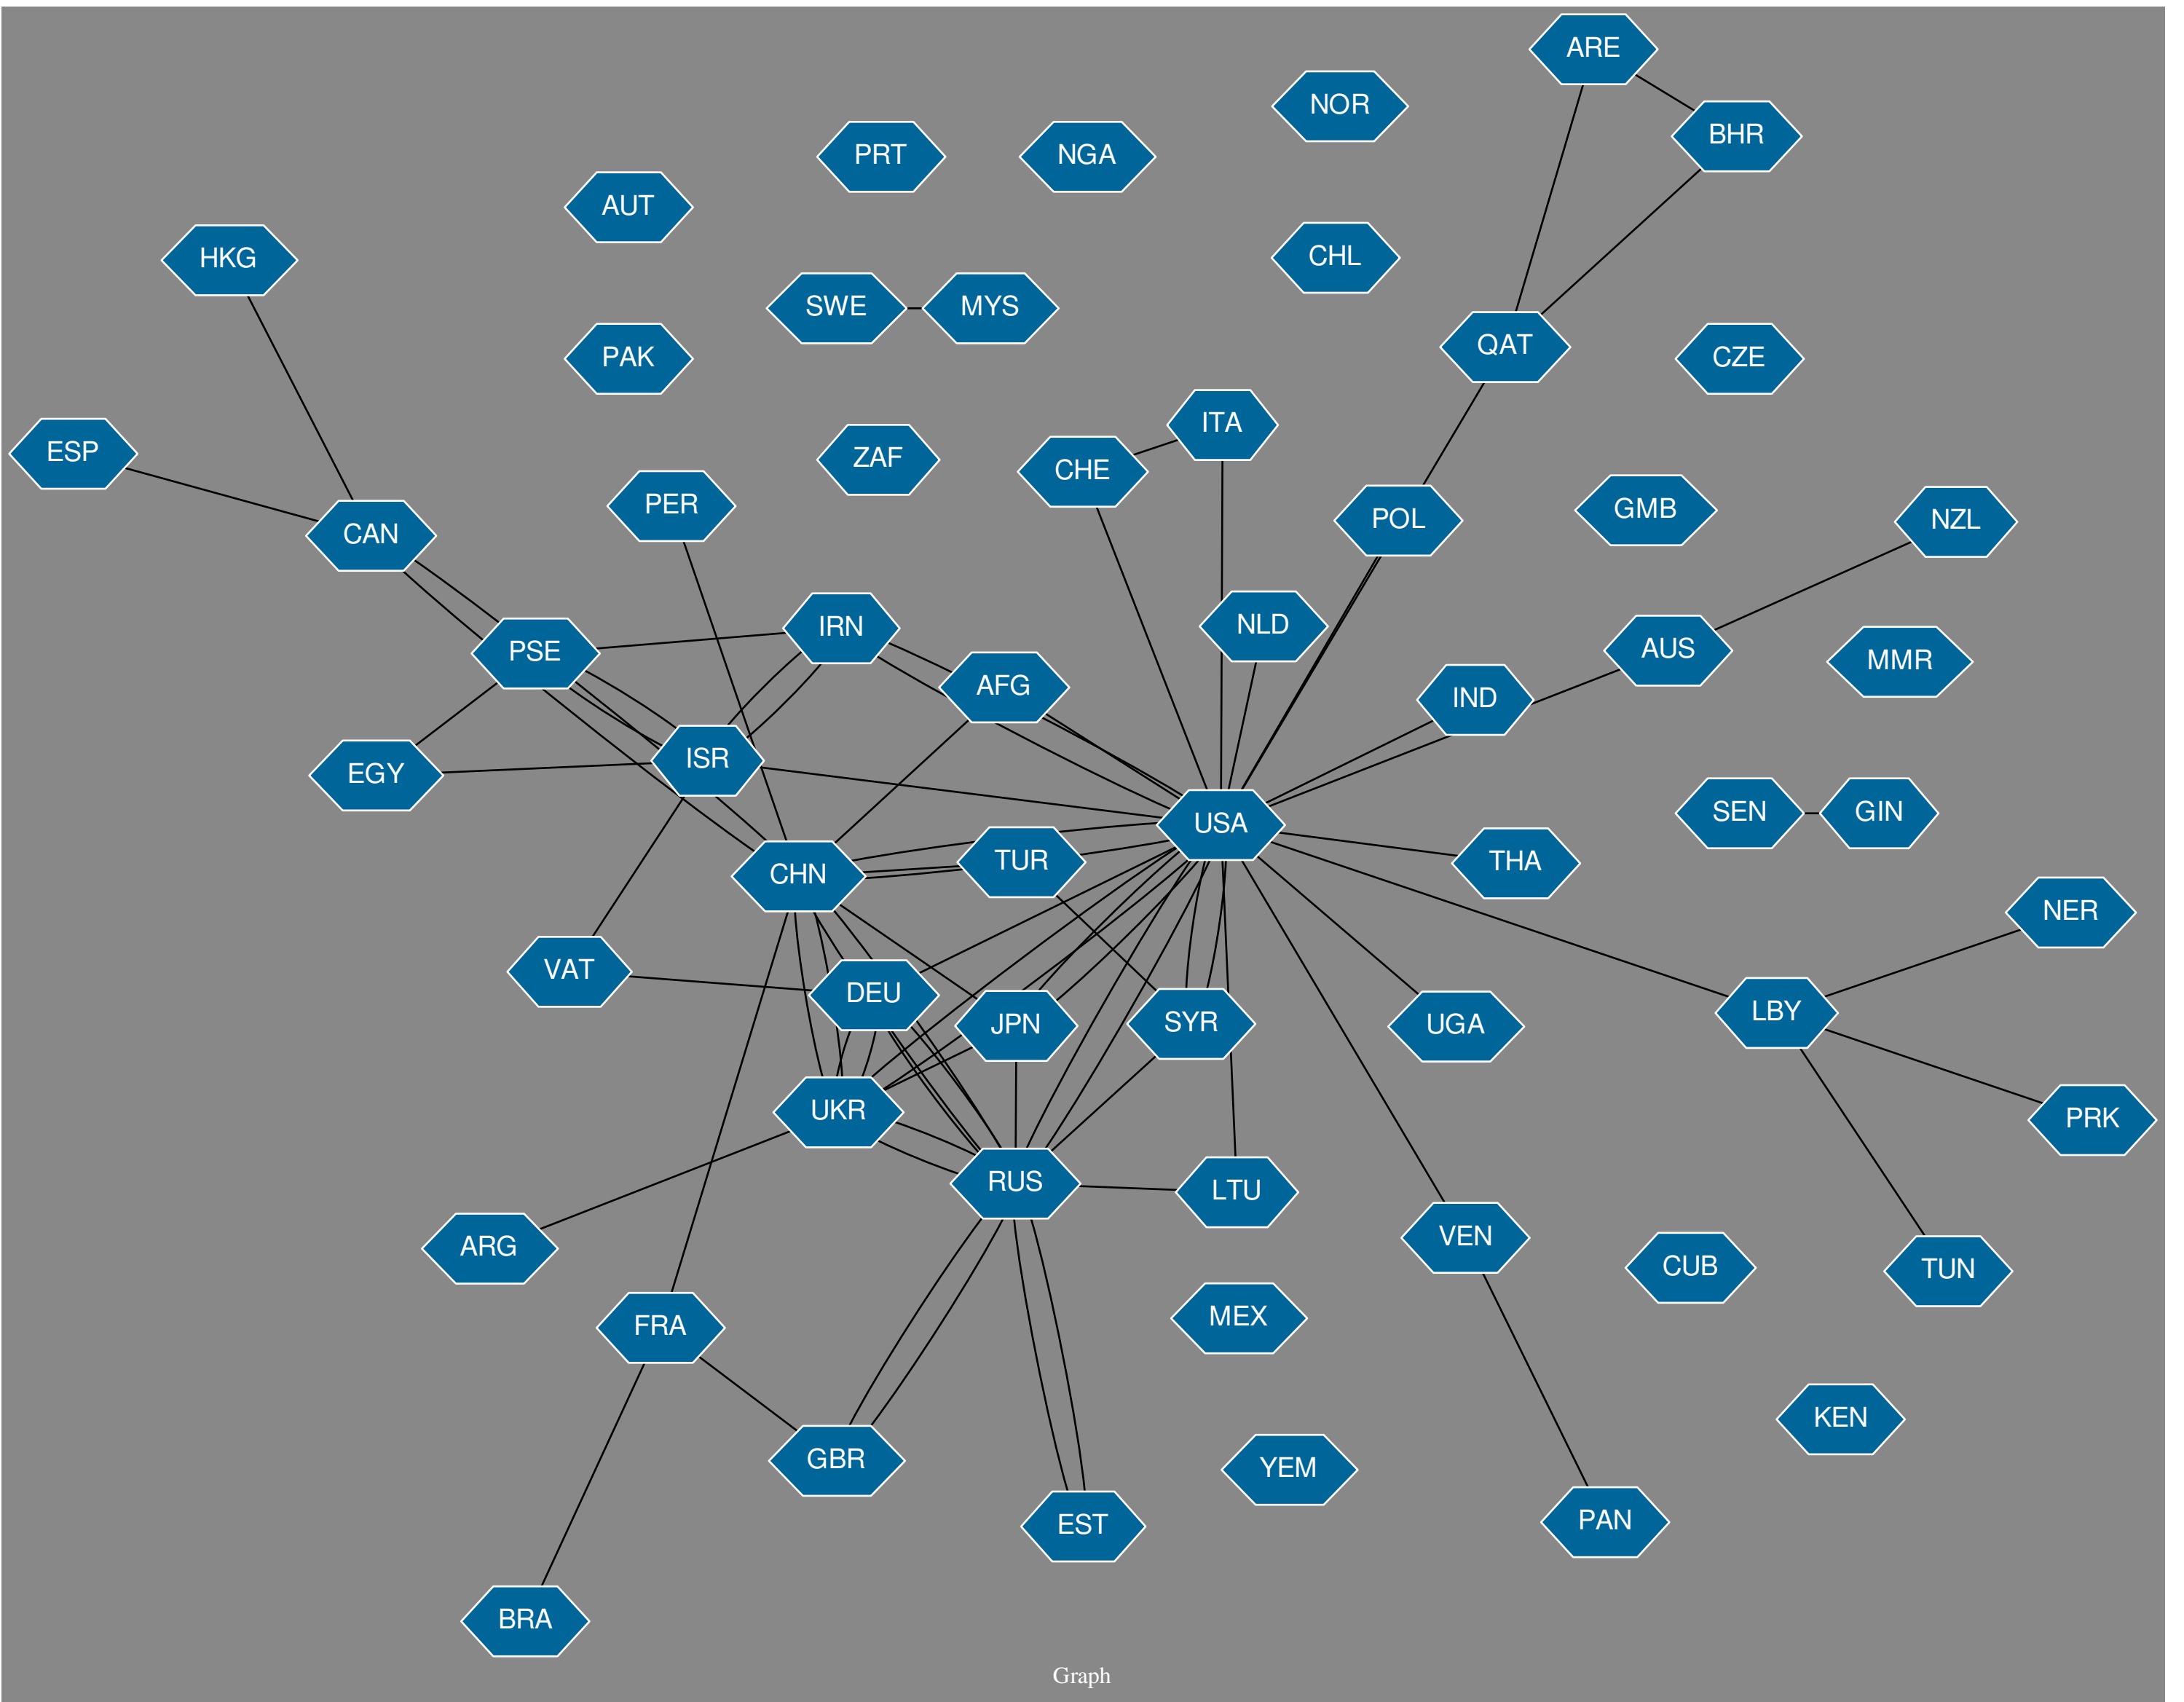 ARE
NOR
BHR
PRT
NGA
AUT
HKG
CHL
SWE
MYS
QAT
PAK
CZE
ITA
ESP
ZAF
CHE
PER
GMB
POL
NZL
CAN
NLD
IRN
PSE
AUS
MMR
AFG
IND
ISR
EGY
SEN
GIN
USA
TUR
THA
CHN
NER
VAT
DEU
LBY
SYR
JPN
UGA
UKR
PRK
RUS
LTU
VEN
ARG
CUB
TUN
MEX
FRA
KEN
GBR
YEM
PAN
EST
BRA
Graph